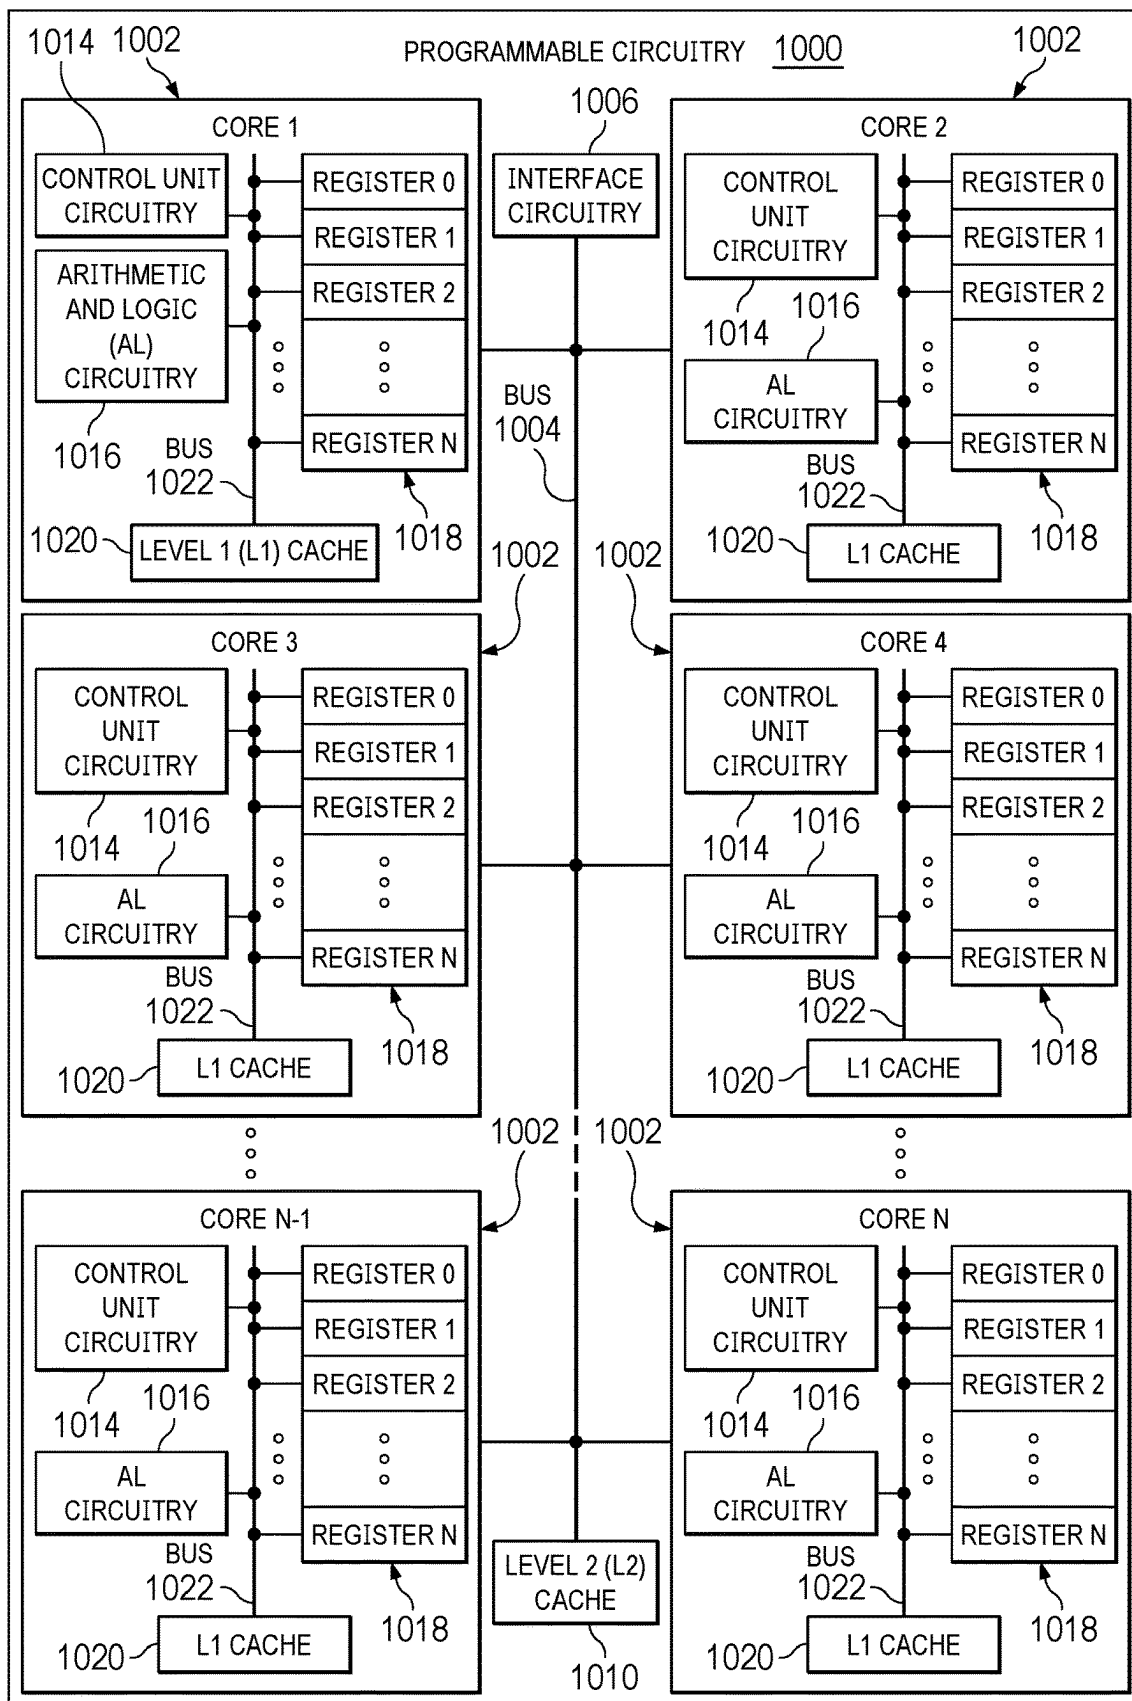 PROGRAMMABLE CIRCUITRY 1000
1014
1002
CORE 1
CONTROL UNIT
CIRCUITRY
ARITHMETIC
AND LOGIC
(AL)
CIRCUITRY
1016
REGISTER 0
REGISTER 1
REGISTER 2
REGISTER N
BUS
1022
1018
1020
LEVEL 1 (L1) CACHE
1006
INTERFACE
CIRCUITRY
BUS
1004
1002
CORE 2
CONTROL
UNIT
CIRCUITRY
1014
1016
AL
CIRCUITRY
REGISTER 0
REGISTER 1
REGISTER 2
REGISTER N
BUS
1022
1018
1020
L1 CACHE
1002
CORE 3
CONTROL
UNIT
CIRCUITRY
1014
1016
AL
CIRCUITRY
REGISTER 0
REGISTER 1
REGISTER 2
REGISTER N
BUS
1022
1018
1020
L1 CACHE
1002
CORE 4
CONTROL
UNIT
CIRCUITRY
1014
1016
AL
CIRCUITRY
REGISTER 0
REGISTER 1
REGISTER 2
REGISTER N
BUS
1022
1018
1020
L1 CACHE
1002
CORE N-1
CONTROL
UNIT
CIRCUITRY
1014
1016
AL
CIRCUITRY
REGISTER 0
REGISTER 1
REGISTER 2
REGISTER N
BUS
1022
1018
1020
L1 CACHE
LEVEL 2 (L2)
CACHE
1010
1002
CORE N
CONTROL
UNIT
CIRCUITRY
1014
1016
AL
CIRCUITRY
REGISTER 0
REGISTER 1
REGISTER 2
REGISTER N
BUS
1022
1018
1020
L1 CACHE